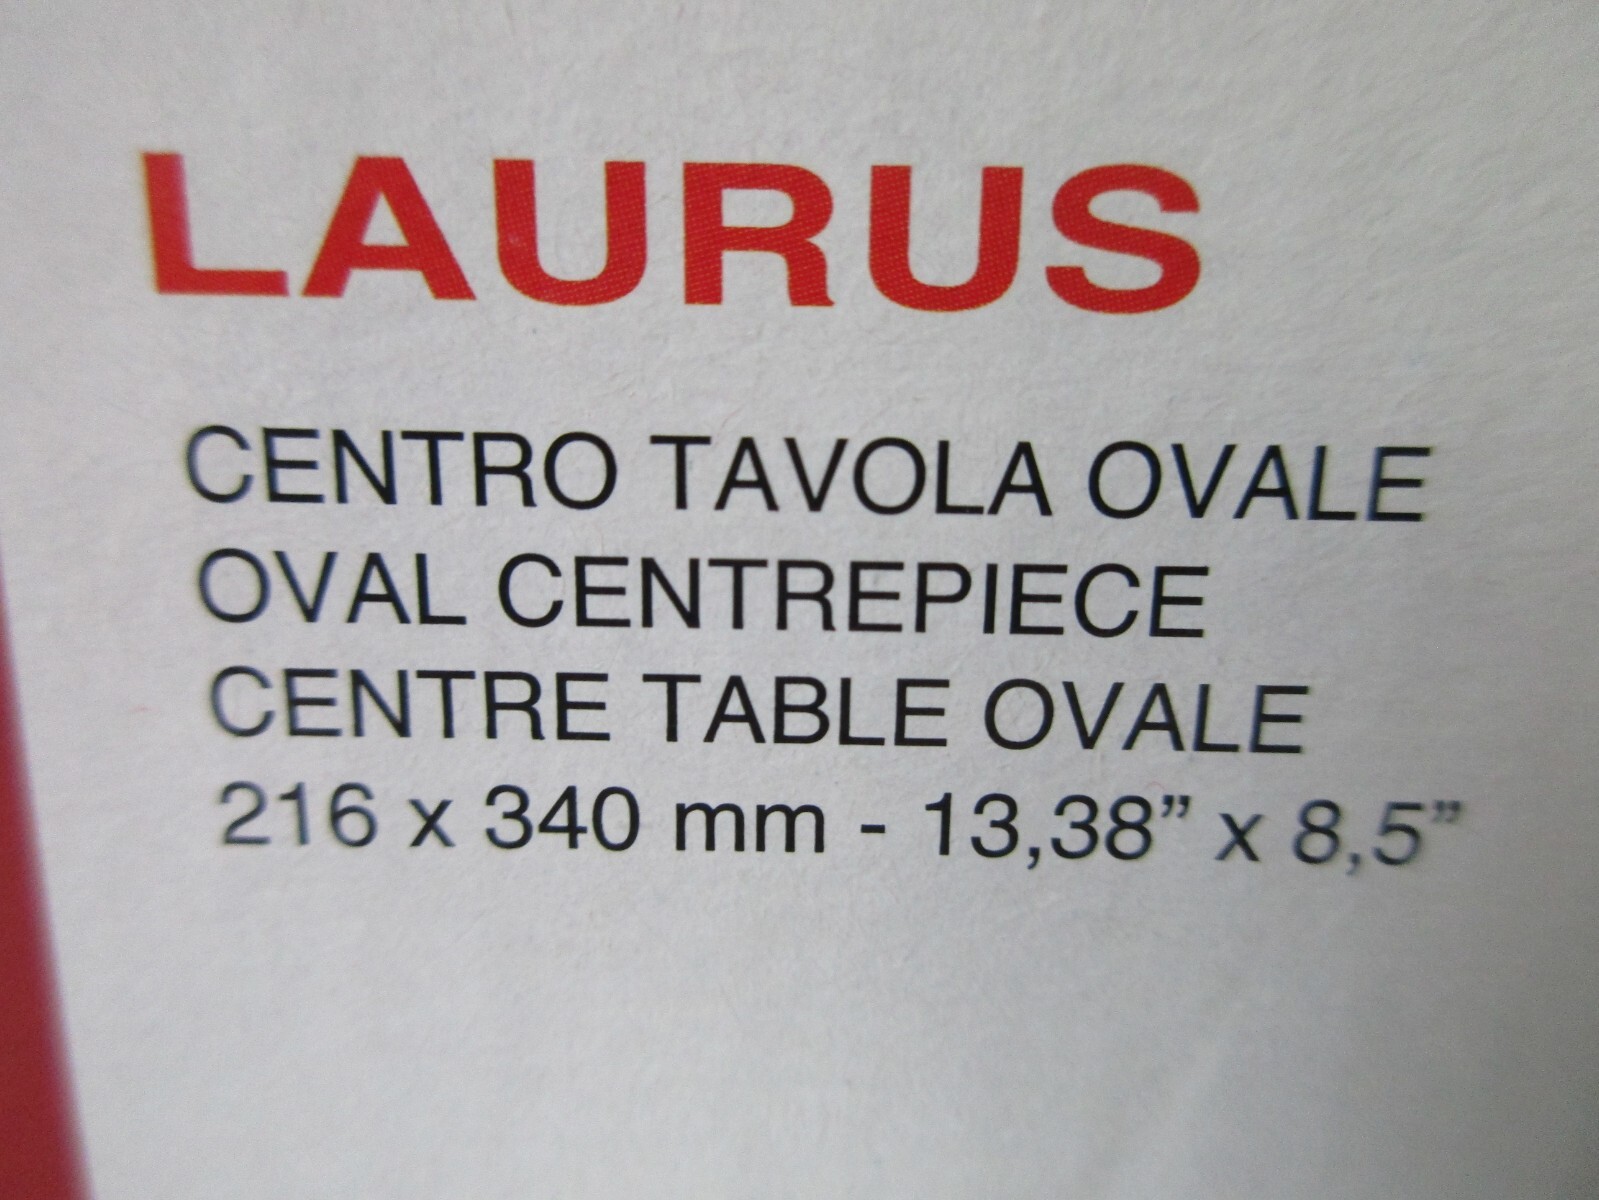 LAURUS
CENTRO TAVOLA OVALE
OVAL CENTREPIECE
CENTRE TABLE OVALE
216 x 340 mm - 13,38” x 8,5”